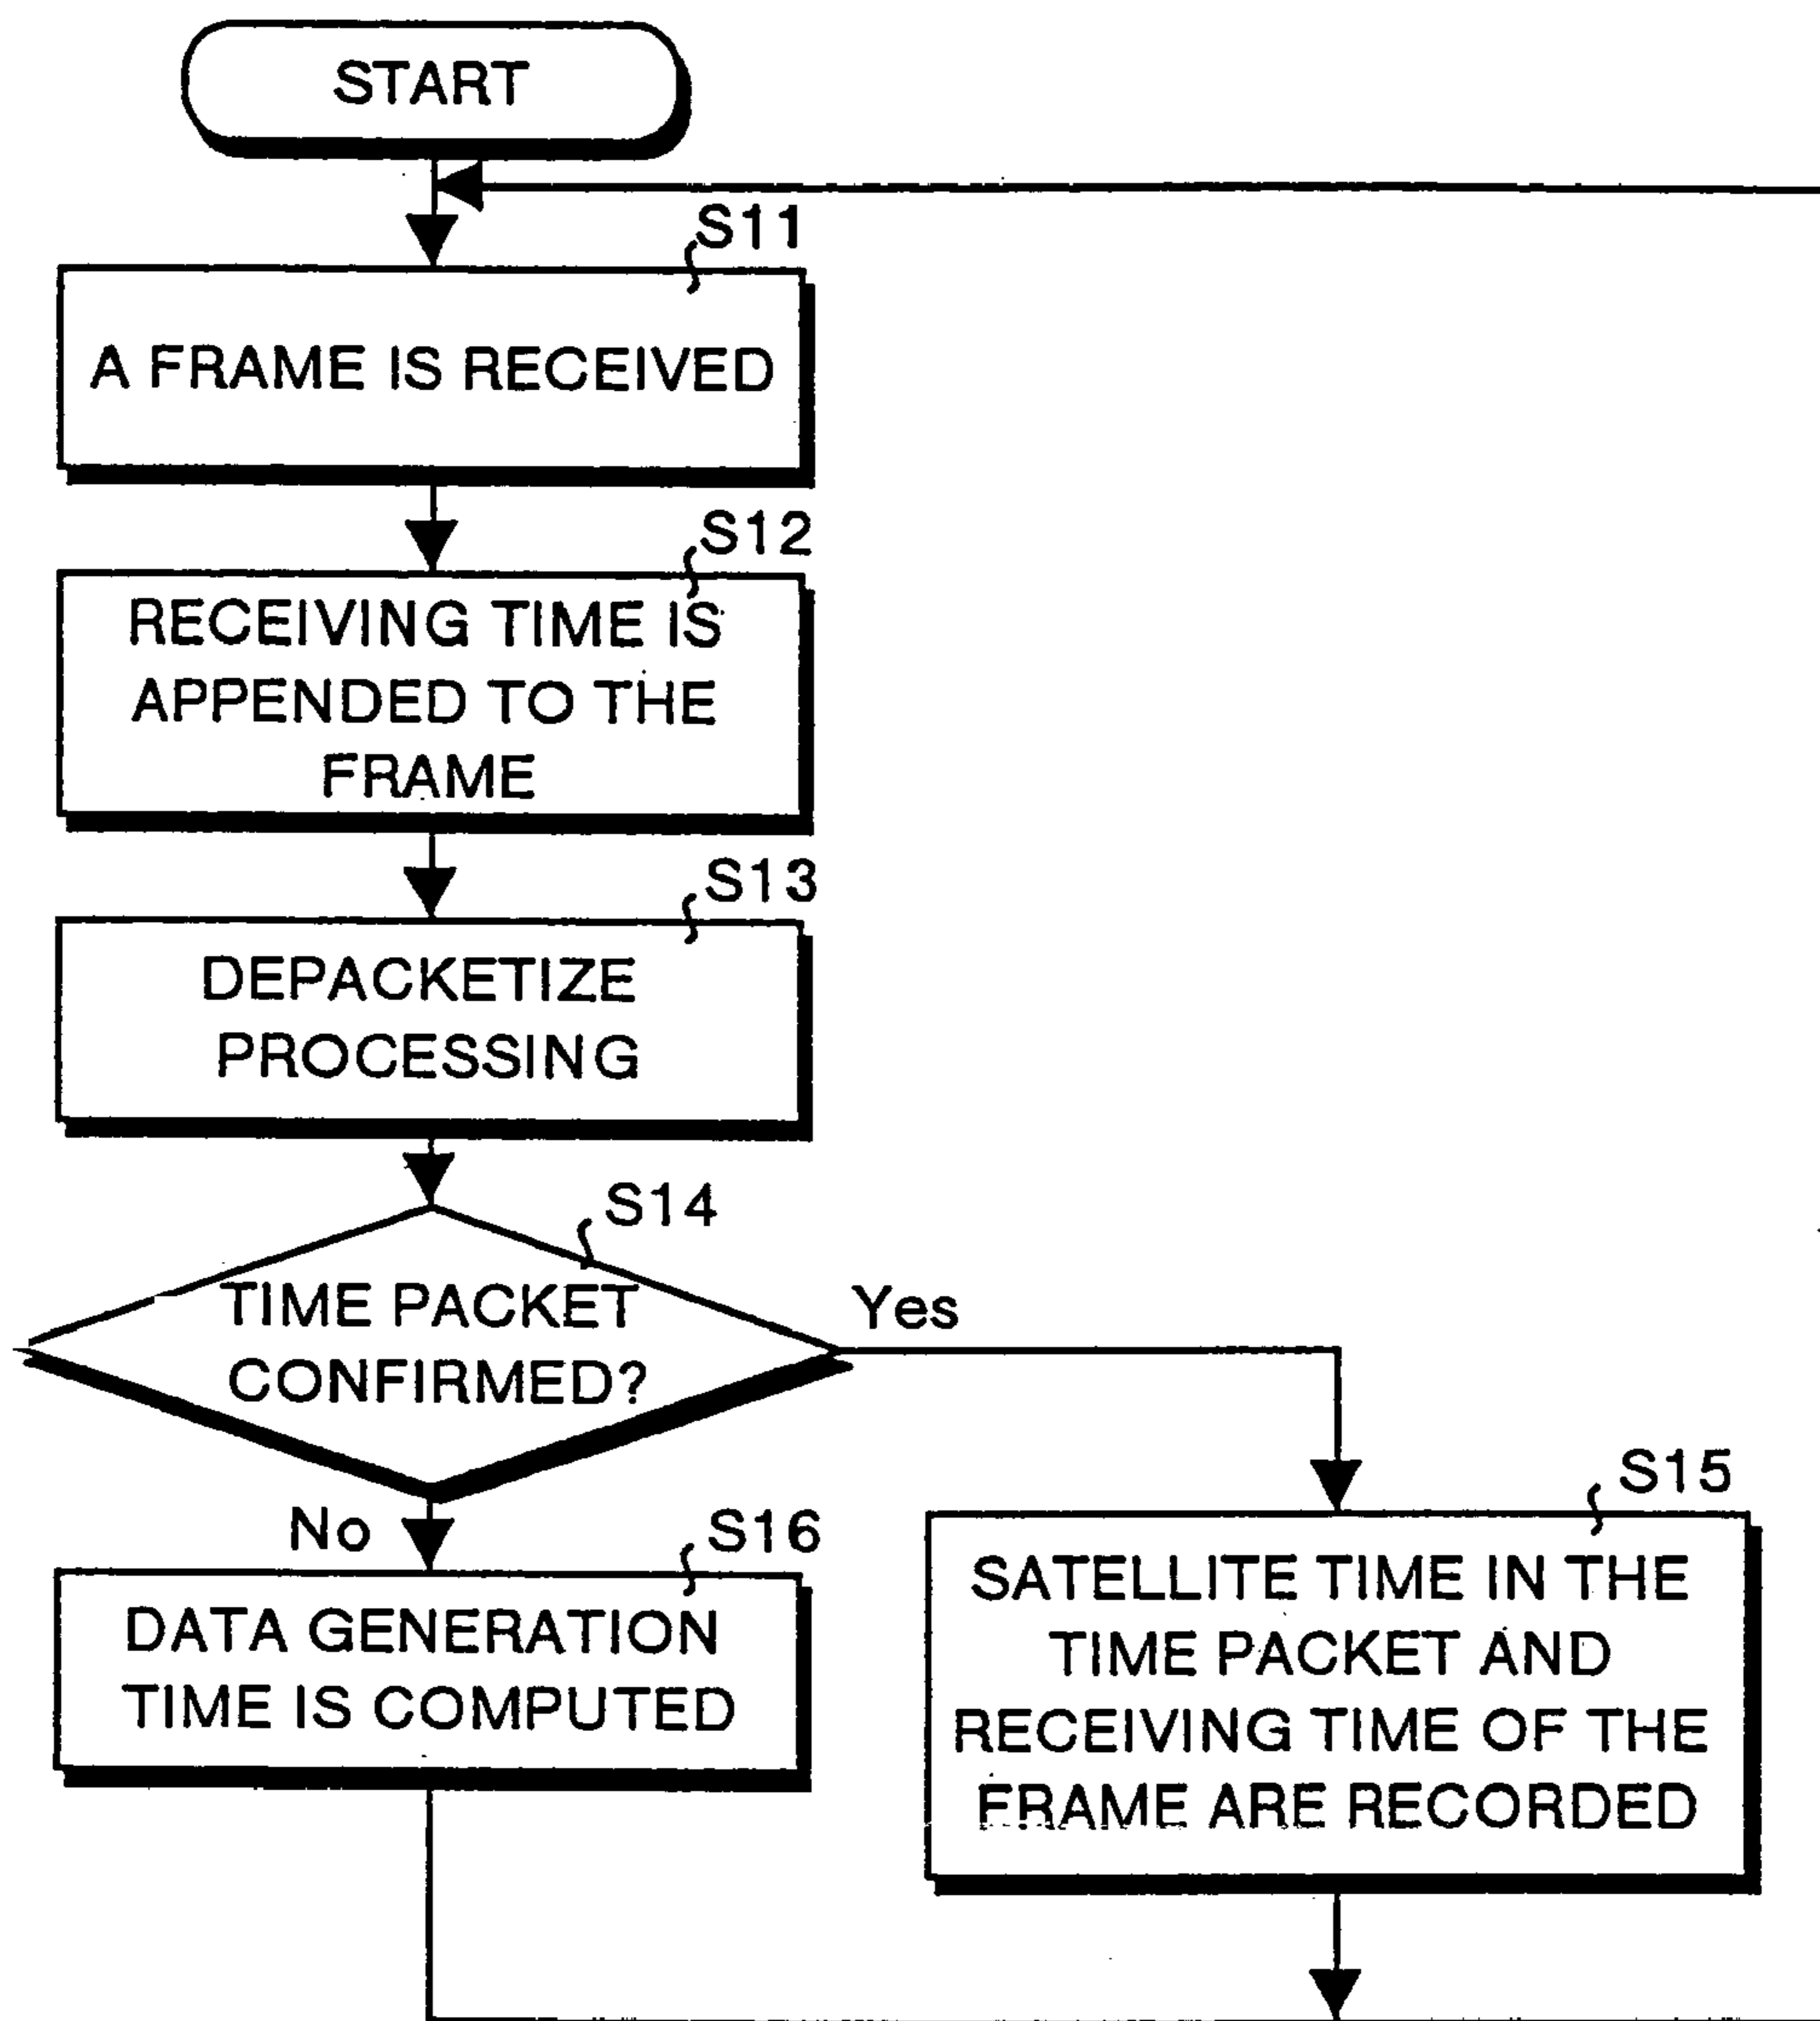 START
S11
A FRAME IS RECEIVED
S12
RECEIVING TIME IS
APPENDED TO THE
FRAME
S13
DEPACKETIZE
PROCESSING
S14
TIME PACKET
CONFIRMED?
Yes
No
S16
DATA GENERATION
TIME IS COMPUTED
S15
SATELLITE TIME IN THE
TIME PACKET AND
RECEIVING TIME OF THE
FRAME ARE RECORDED